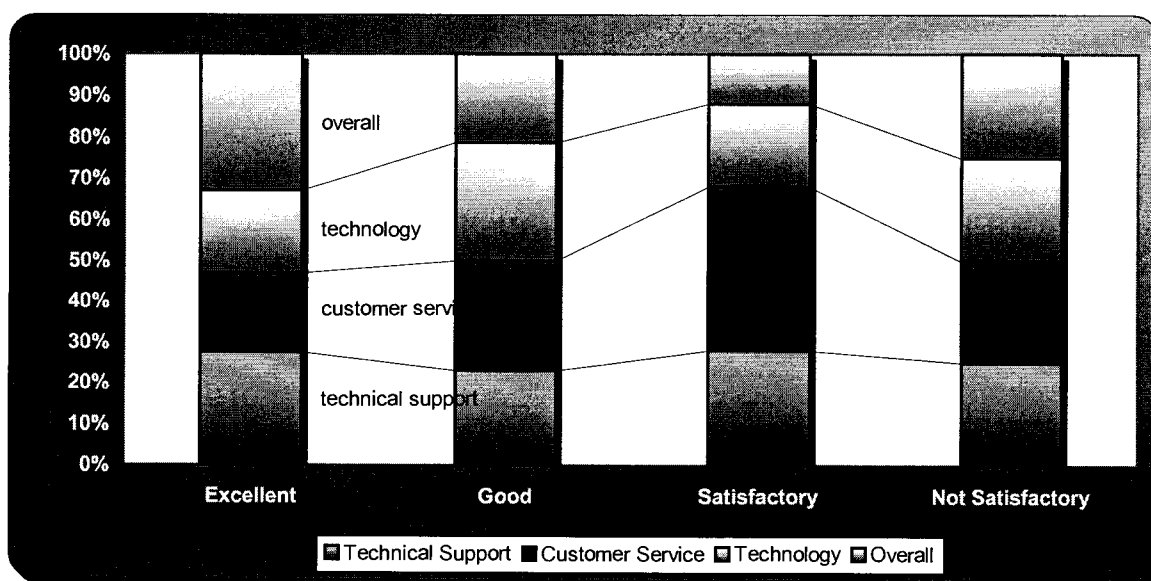 100%
90%
80%
70%
60%
50%
40%
30%
20%
10%
0%
overall
technology
customer servi
technical support
Excellent Good Satisfactory Not Satisfactory
Technical Support Customer Service Technology Overall